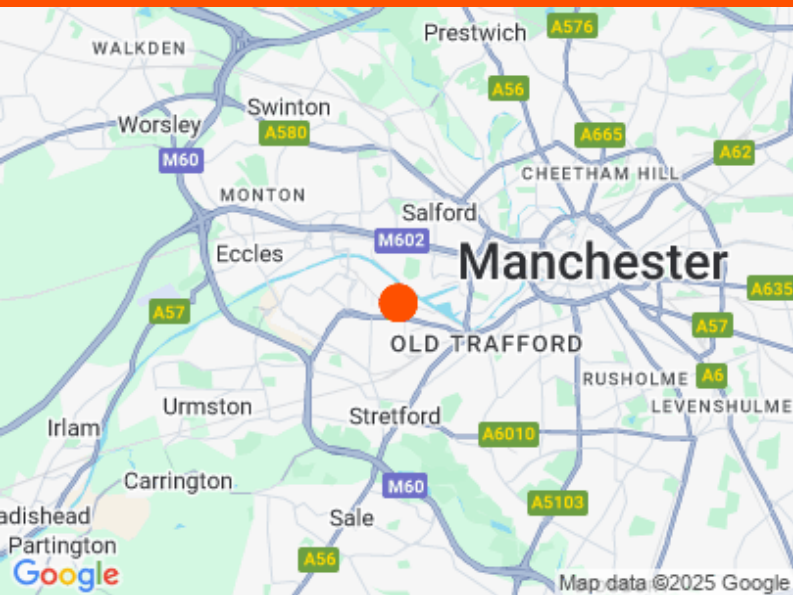 Prestwich
A576
WALKDEN
A56
Swinton
Worsley
A580
A665
A62
M60
CHEETHAM HILL
MONTON
Salford
M602
Eccles
Manchester
A635
A57
A57
OLD TRAFFORD
RUSHOLME
A6
Urmston
LEVENSHULME
Stretford
Irlam
A6010
Carrington
M60
A5103
adishead
Sale
Partington
A56
Google
Map data ©2025 Google